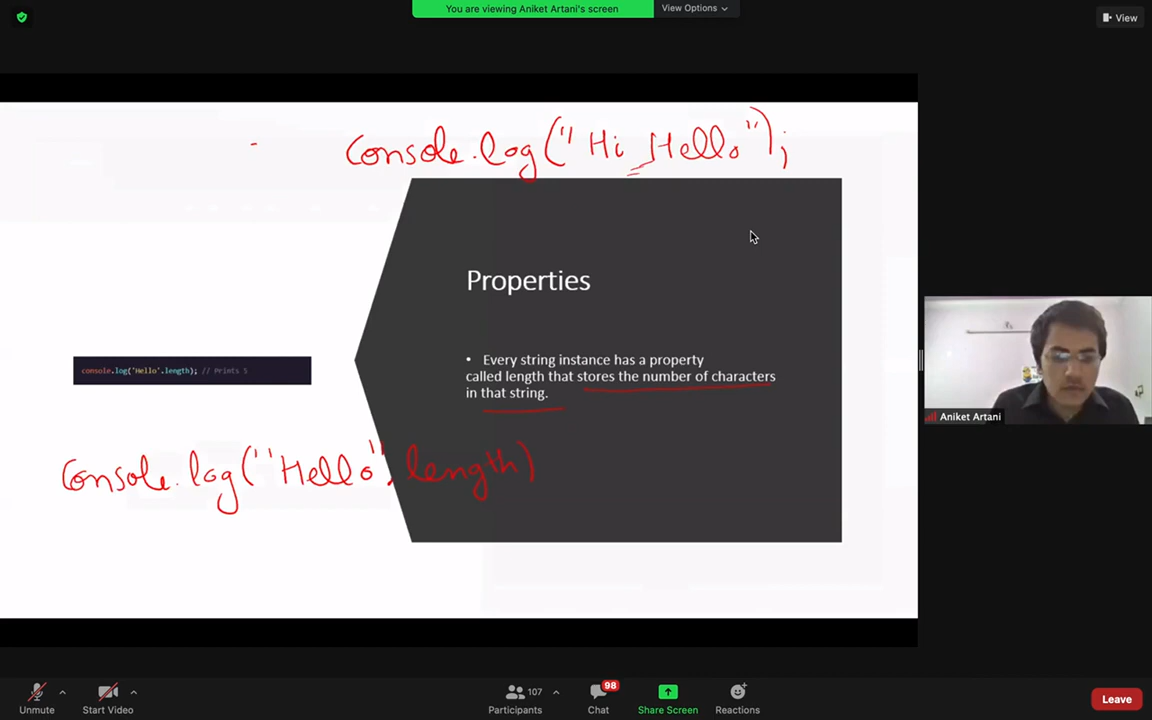 You are viewing Aniket Artani's screen
View Options
View
Console.log("Hi Hello");
Properties
• Every string instance has a property
called length that stores the number of characters
in that string.
console.log('Hello'.length); // Prints 5
Console.log("Hello".length)
Aniket Artani
Unmute
Start Video
107
Participants
98
Chat
Share Screen
Reactions
Leave